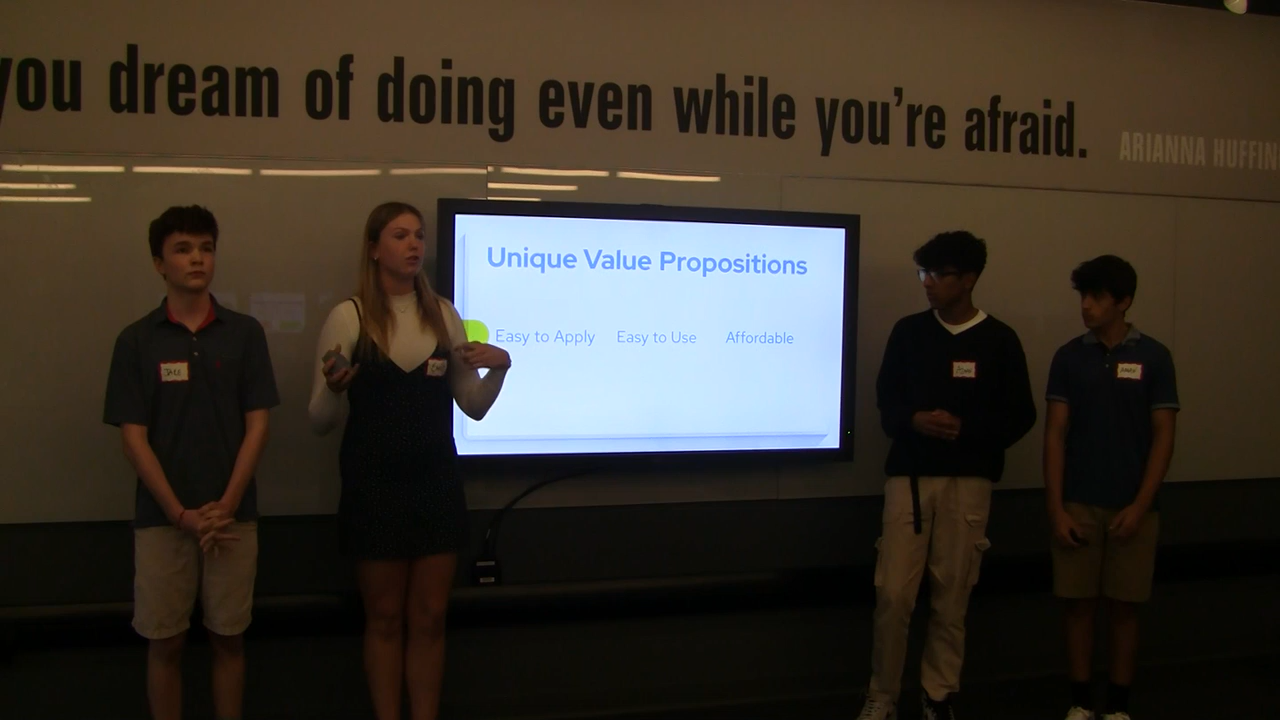 you dream of doing even while you're afraid.
ARIANNA HUFFIN
Unique Value Propositions
Easy to Apply Easy to Use Affordable
JAKE